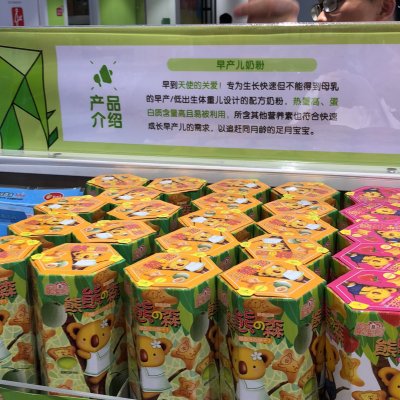 早产儿奶粉
产品
介绍
早到天使的关爱！专为生长快速但不能得到母乳
的早产/低出生体重儿设计的配方奶粉，热量高、蛋
白质含量高且易被利用，所含其他营养素也符合快速
成长早产儿的需求，以追赶同月龄的足月宝宝。
熊熊の森
熊熊の森
熊熊の森